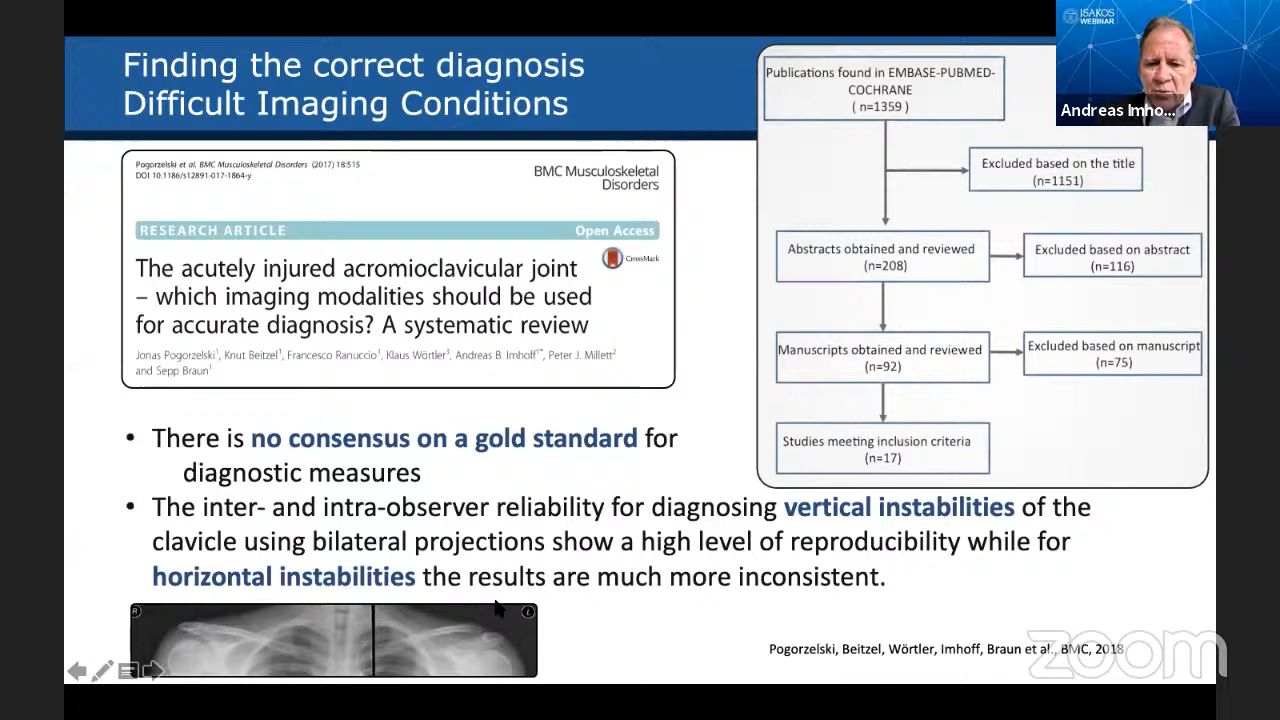 Finding the correct diagnosis
Difficult Imaging Conditions
Pogorzelski et al. BMC Musculoskeletal Disorders (2017) 18:515
DOI 10.1186/s12891-017-1864-y
BMC Musculoskeletal
Disorders
RESEARCH ARTICLE
Open Access
CrossMark
The acutely injured acromioclavicular joint
– which imaging modalities should be used
for accurate diagnosis? A systematic review
Jonas Pogorzelski1, Knut Beitzel1, Francesco Ranuccio1, Klaus Wörtler3, Andreas B. Imhoff1*, Peter J. Millett2
and Sepp Braun1
Publications found in EMBASE-PUBMED-
COCHRANE
( n=1359 )
Excluded based on the title
(n=1151)
Abstracts obtained and reviewed
(n=208)
Excluded based on abstract
(n=116)
Manuscripts obtained and reviewed
(n=92)
Excluded based on manuscript
(n=75)
Studies meeting inclusion criteria
(n=17)
• There is no consensus on a gold standard for
diagnostic measures
• The inter- and intra-observer reliability for diagnosing vertical instabilities of the
clavicle using bilateral projections show a high level of reproducibility while for
horizontal instabilities the results are much more inconsistent.
R
L
Pogorzelski, Beitzel, Wörtler, Imhoff, Braun et al., BMC, 2018
zoom
ISAKOS
WEBINAR
Andreas Imho...